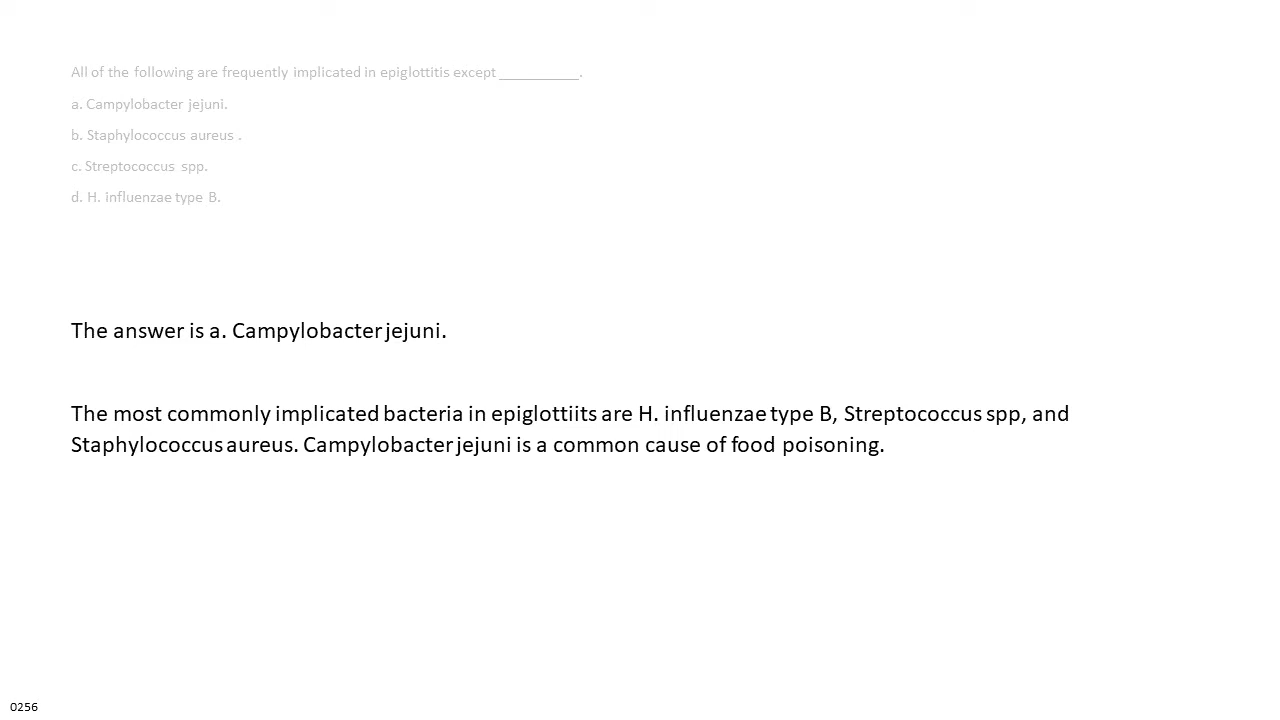 All of the following are frequently implicated in epiglottitis except __________.
a. Campylobacter jejuni.
b. Staphylococcus aureus .
c. Streptococcus spp.
d. H. influenzae type B.
The answer is a. Campylobacter jejuni.
The most commonly implicated bacteria in epiglottiits are H. influenzae type B, Streptococcus spp, and
Staphylococcus aureus. Campylobacter jejuni is a common cause of food poisoning.
0256